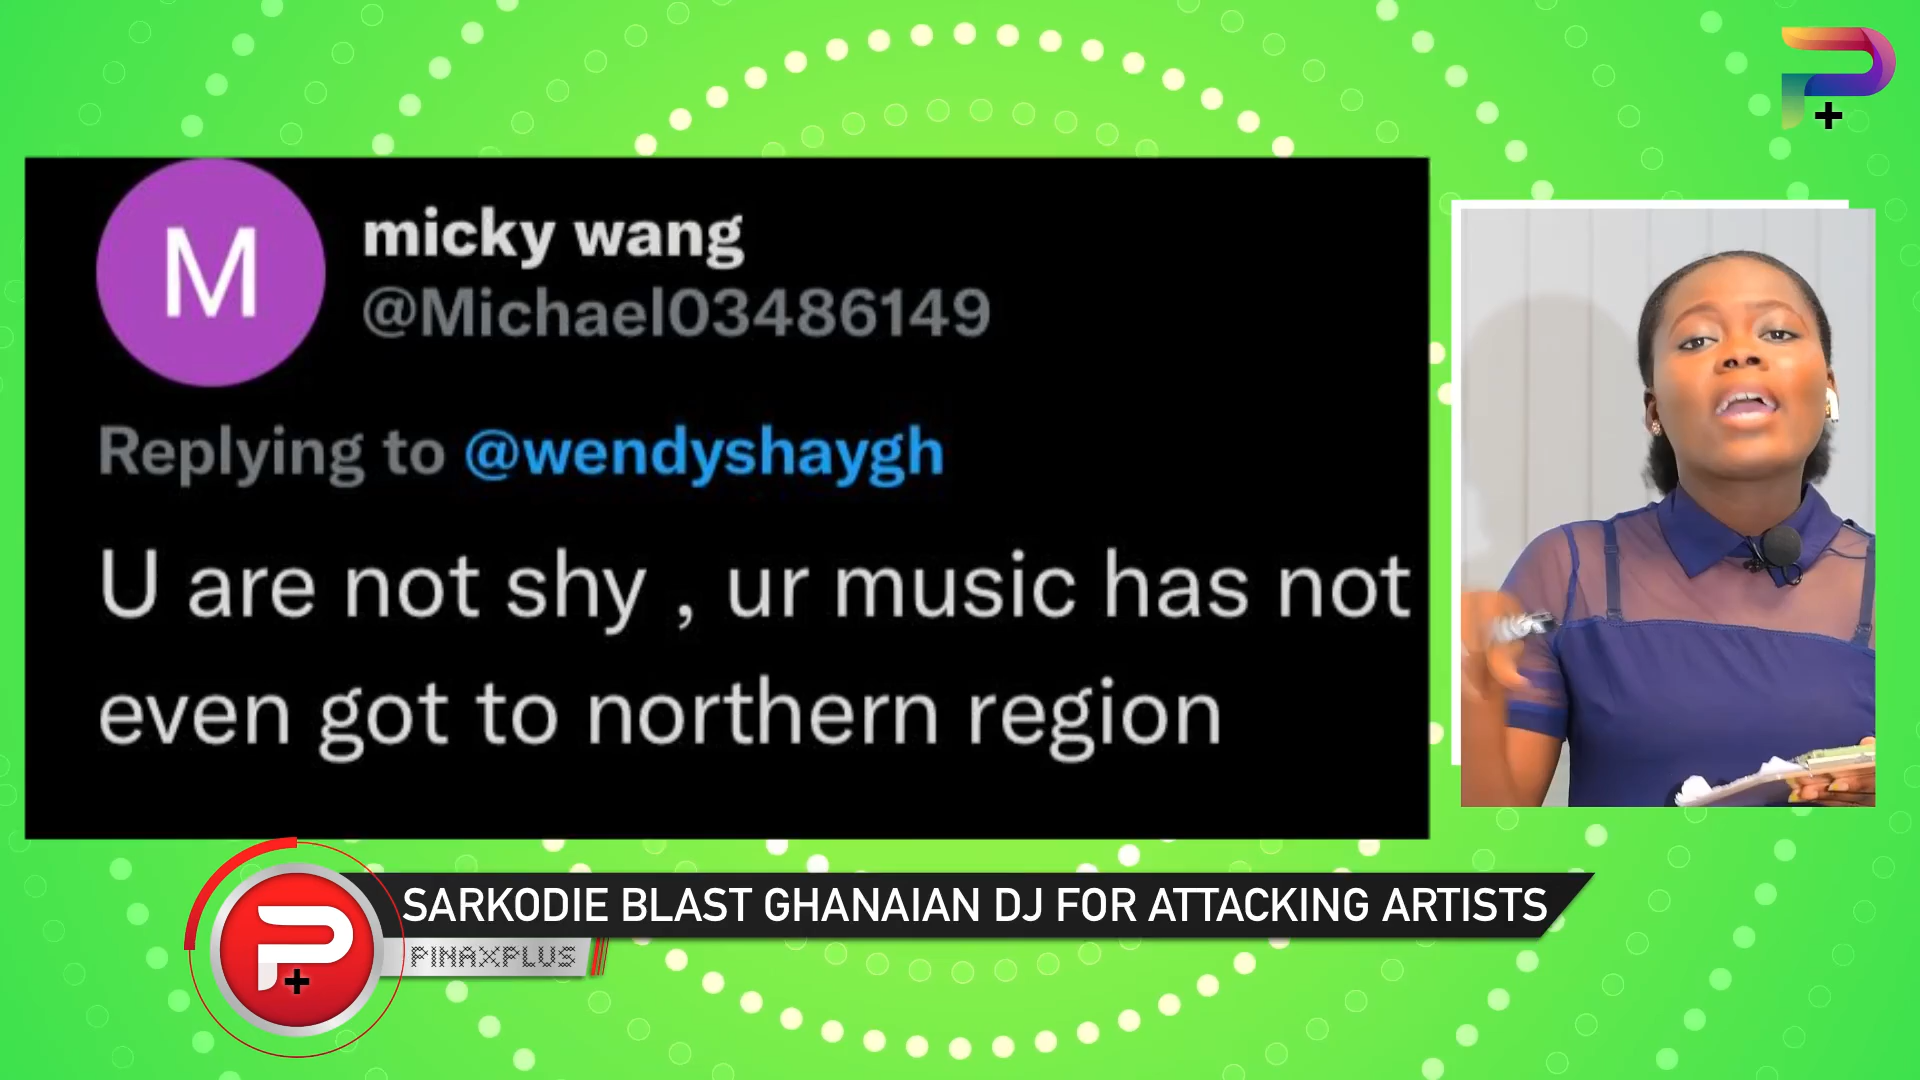 P+
M
micky wang
@Michael03486149
Replying to @wendyshaygh
U are not shy , ur music has not
even got to northern region
SARKODIE BLAST GHANAIAN DJ FOR ATTACKING ARTISTS
P+
PINAXPLUS